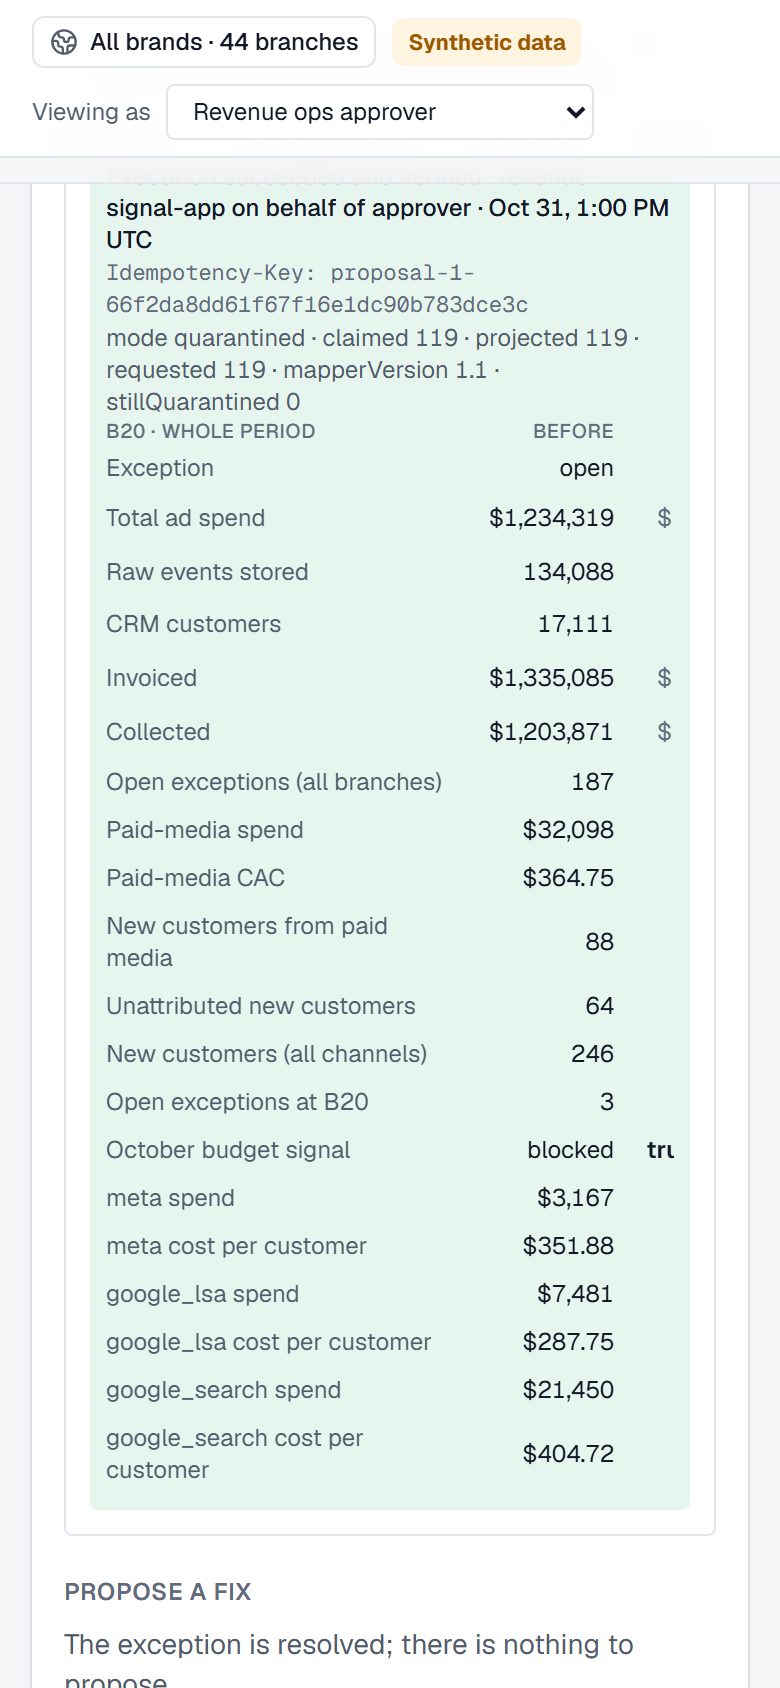 All brands · 44 branches
Synthetic data
Viewing as
Revenue ops approver
Execution succeeded and verified · revenue-
signal-app on behalf of approver · Oct 31, 1:00 PM
UTC
Idempotency-Key: proposal-1-
66f2da8dd61f67f16e1dc90b783dce3c
mode quarantined · claimed 119 · projected 119 ·
requested 119 · mapperVersion 1.1 ·
stillQuarantined 0
B20 · WHOLE PERIOD BEFORE
Exception open
Total ad spend $1,234,319 $
Raw events stored 134,088
CRM customers 17,111
Invoiced $1,335,085 $
Collected $1,203,871 $
Open exceptions (all branches) 187
Paid-media spend $32,098
Paid-media CAC $364.75
New customers from paid
media 88
Unattributed new customers 64
New customers (all channels) 246
Open exceptions at B20 3
October budget signal blocked tru
meta spend $3,167
meta cost per customer $351.88
google_lsa spend $7,481
google_lsa cost per customer $287.75
google_search spend $21,450
google_search cost per
customer $404.72
PROPOSE A FIX
The exception is resolved; there is nothing to
propose